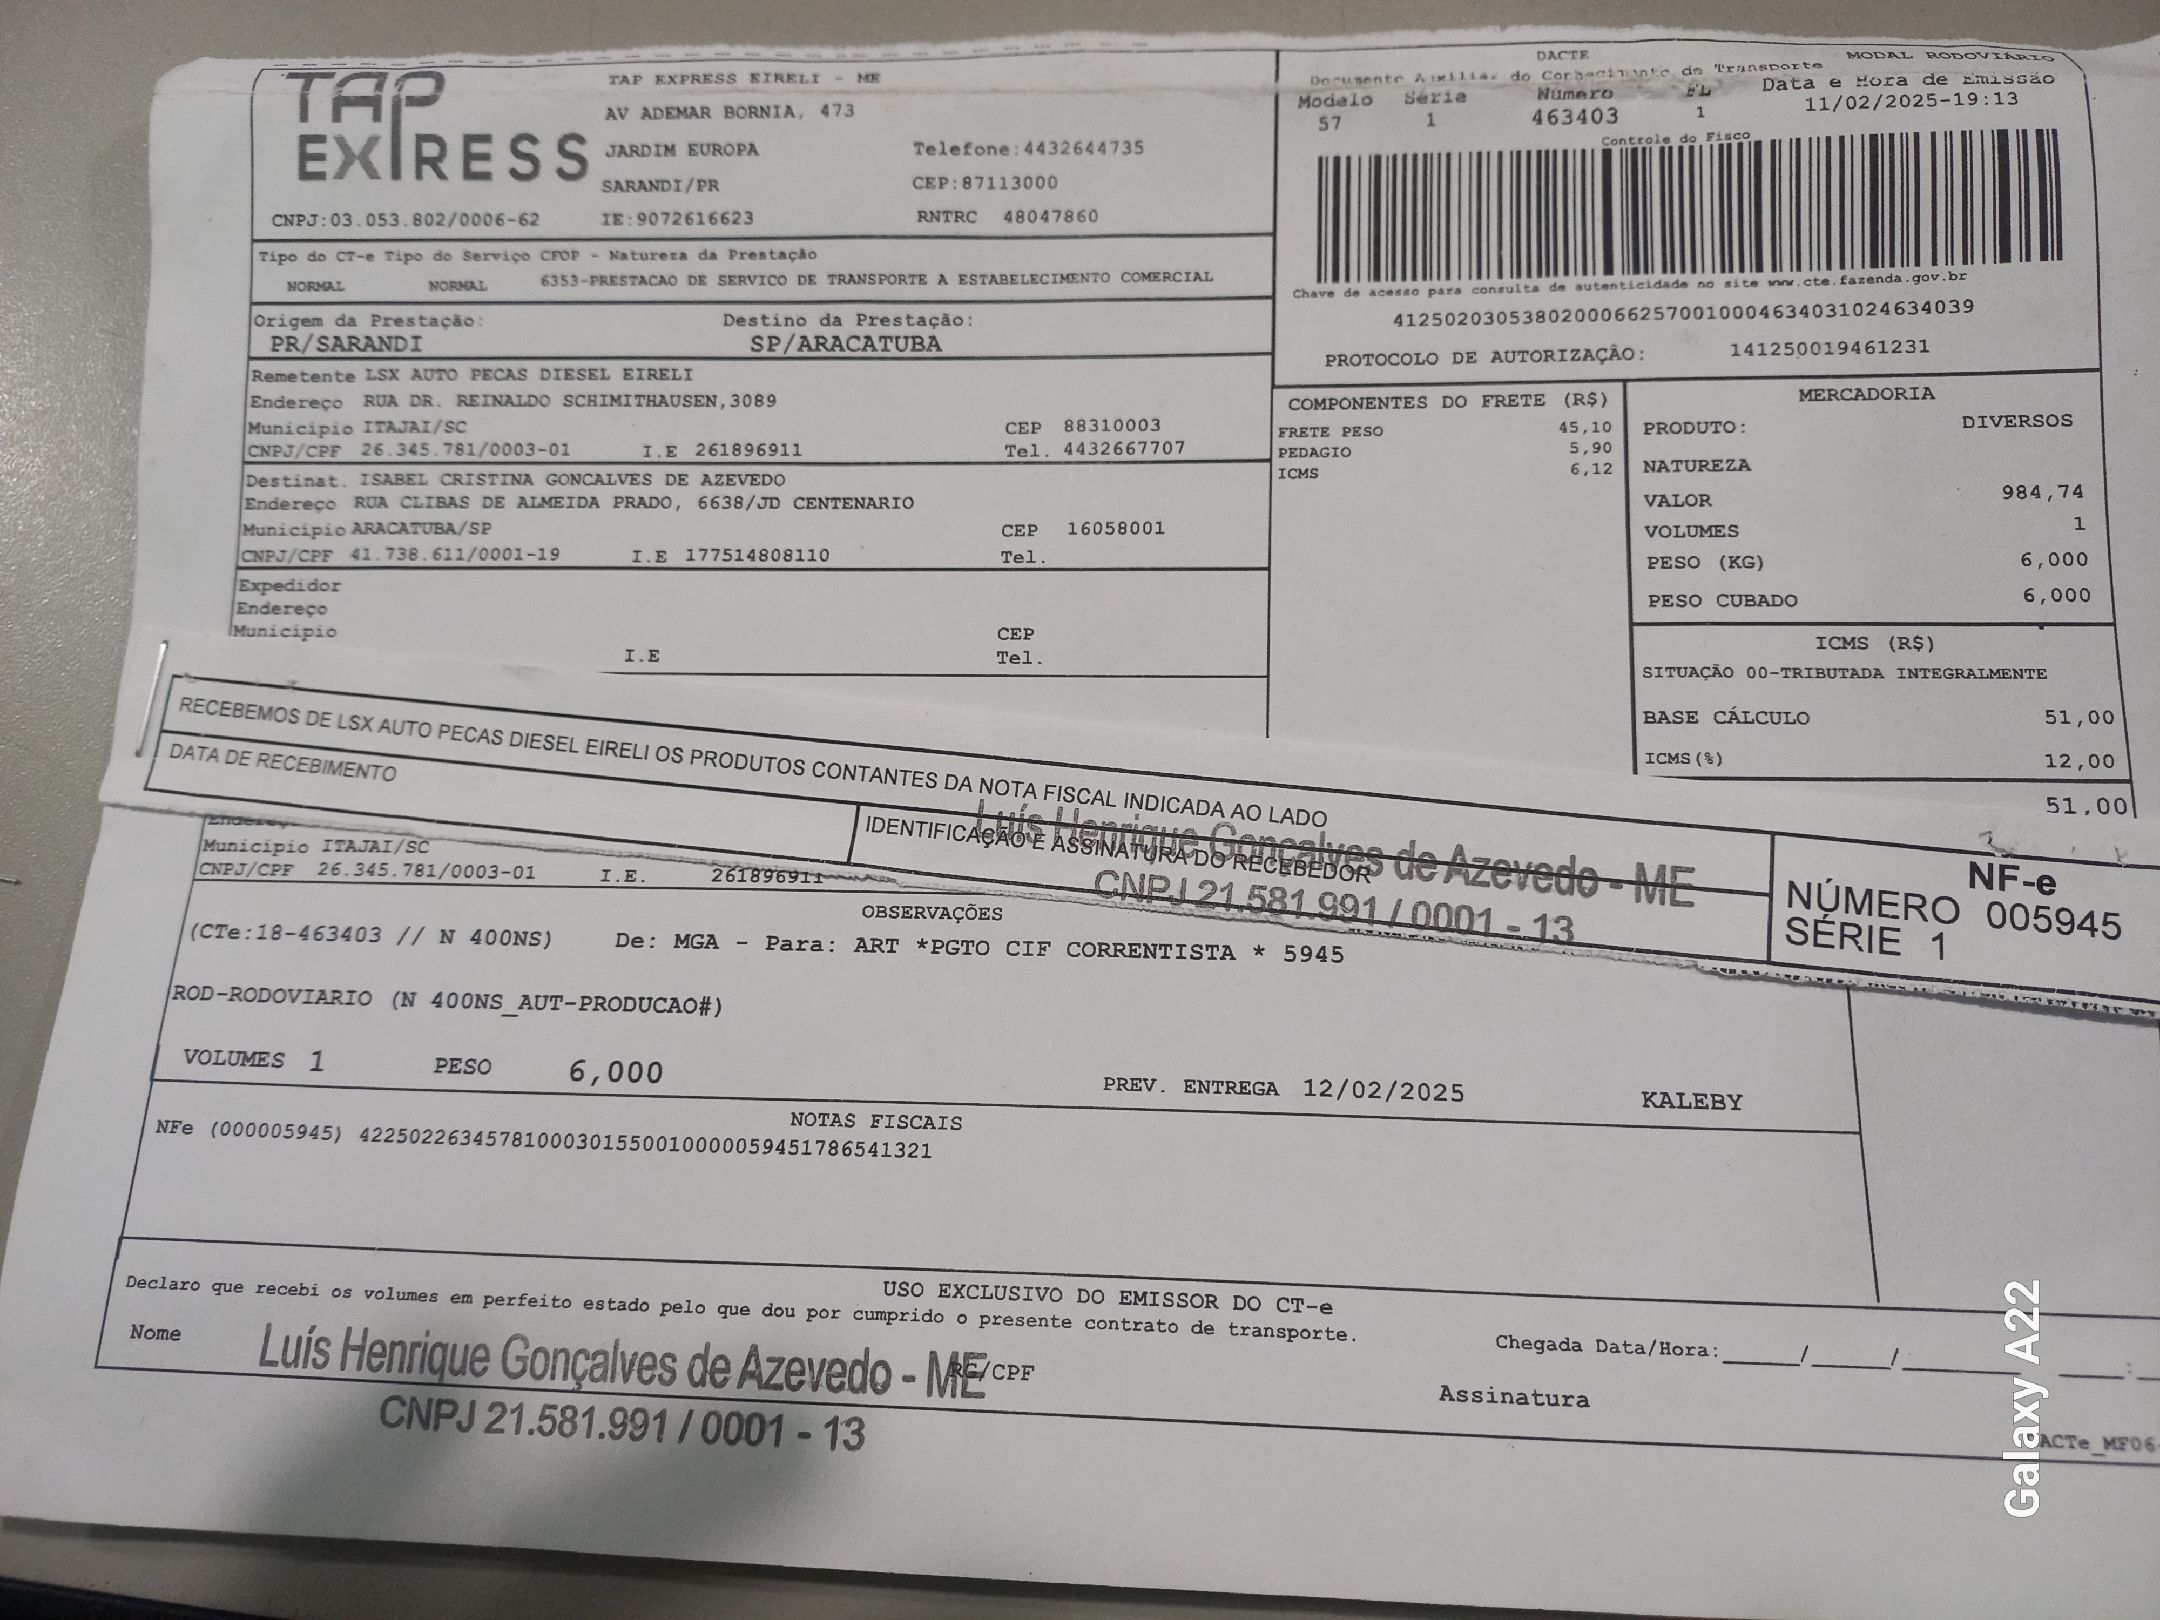 TAP EXPRESS
TAP EXPRESS EIRELI - ME
AV ADEMAR BORNIA, 473
JARDIM EUROPA Telefone:4432644735
SARANDI/PR CEP:87113000
CNPJ:03.053.802/0006-62 IE:9072616623 RNTRC 48047860
DACTE MODAL RODOVIÁRIO
Documento Auxiliar do Conhecimento de Transporte
Modelo Série Número FL Data e Hora de Emissão
57 1 463403 1 11/02/2025-19:13
Controle do Fisco
Chave de acesso para consulta de autenticidade no site www.cte.fazenda.gov.br
41250203053802000662570010004634031024634039
PROTOCOLO DE AUTORIZAÇÃO: 141250019461231
Tipo do CT-e Tipo do Serviço CFOP - Natureza da Prestação
NORMAL NORMAL 6353-PRESTACAO DE SERVICO DE TRANSPORTE A ESTABELECIMENTO COMERCIAL
Origem da Prestação: Destino da Prestação:
PR/SARANDI SP/ARACATUBA
Remetente LSX AUTO PECAS DIESEL EIRELI
Endereço RUA DR. REINALDO SCHIMITHAUSEN,3089
Município ITAJAI/SC CEP 88310003
CNPJ/CPF 26.345.781/0003-01 I.E 261896911 Tel. 4432667707
Destinat. ISABEL CRISTINA GONCALVES DE AZEVEDO
Endereço RUA CLIBAS DE ALMEIDA PRADO, 6638/JD CENTENARIO
Município ARACATUBA/SP CEP 16058001
CNPJ/CPF 41.738.611/0001-19 I.E 177514808110 Tel.
Expedidor
Endereço
Município CEP
I.E Tel.
COMPONENTES DO FRETE (R$)
FRETE PESO 45,10
PEDAGIO 5,90
ICMS 6,12
MERCADORIA
PRODUTO: DIVERSOS
NATUREZA
VALOR 984,74
VOLUMES 1
PESO (KG) 6,000
PESO CUBADO 6,000
ICMS (R$)
SITUAÇÃO 00-TRIBUTADA INTEGRALMENTE
BASE CÁLCULO 51,00
ICMS(%) 12,00
51,00
RECEBEMOS DE LSX AUTO PECAS DIESEL EIRELI OS PRODUTOS CONTANTES DA NOTA FISCAL INDICADA AO LADO
DATA DE RECEBIMENTO
IDENTIFICAÇÃO E ASSINATURA DO RECEBEDOR
Luís Henrique Gonçalves de Azevedo - ME
CNPJ 21.581.991 / 0001 - 13
NF-e
NÚMERO 005945
SÉRIE 1
Endereço
Município ITAJAI/SC
CNPJ/CPF 26.345.781/0003-01 I.E. 261896911
OBSERVAÇÕES
(CTe:18-463403 // N 400NS) De: MGA - Para: ART *PGTO CIF CORRENTISTA * 5945
ROD-RODOVIARIO (N 400NS_AUT-PRODUCAO#)
VOLUMES 1 PESO 6,000 PREV. ENTREGA 12/02/2025 KALEBY
NOTAS FISCAIS
NFe (000005945) 42250226345781000301550010000059451786541321
USO EXCLUSIVO DO EMISSOR DO CT-e
Declaro que recebi os volumes em perfeito estado pelo que dou por cumprido o presente contrato de transporte.
Nome Luís Henrique Gonçalves de Azevedo - ME RG/CPF
CNPJ 21.581.991 / 0001 - 13
Chegada Data/Hora:_____/_____/_____ ____:__
Assinatura
ACTe_MF06
Galaxy A22